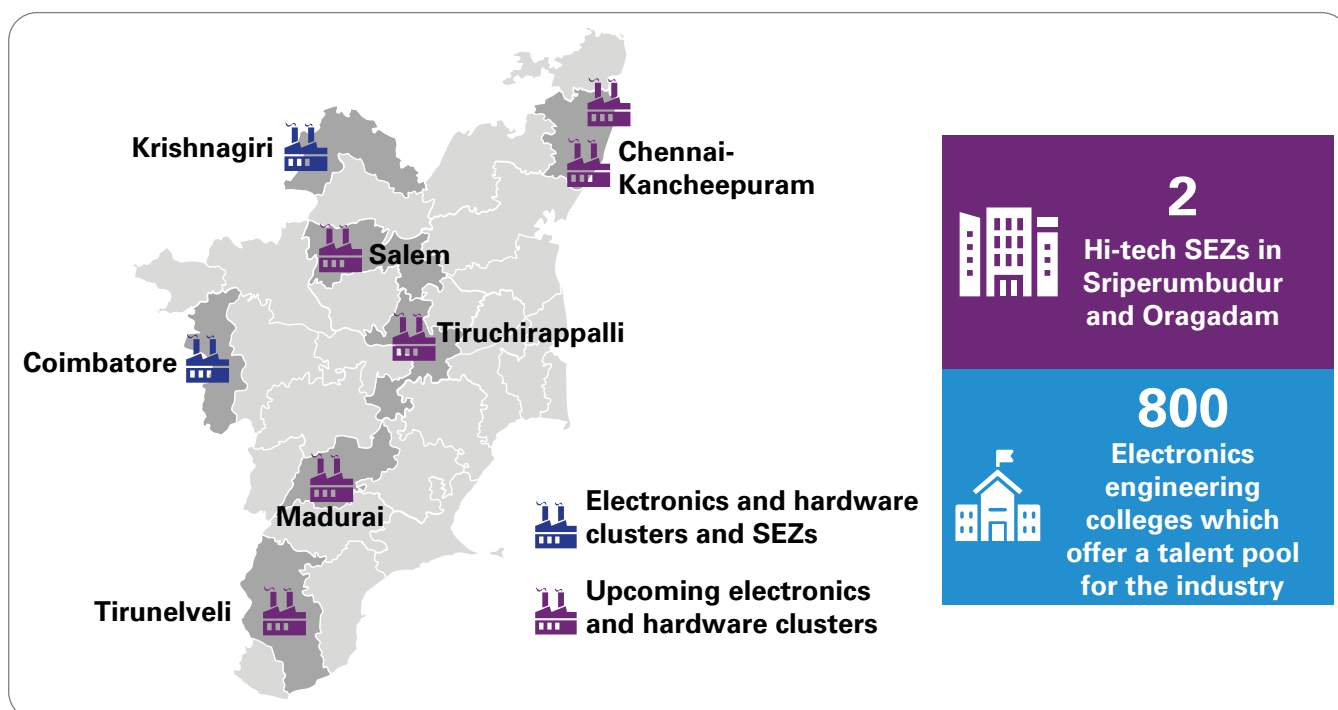 Krishnagiri
Chennai-
Kancheepuram
Salem
Tiruchirappalli
Coimbatore
Madurai
Tirunelveli
Electronics and hardware
clusters and SEZs
Upcoming electronics
and hardware clusters
2
Hi-tech SEZs in
Sriperumbudur
and Oragadam
800
Electronics
engineering
colleges which
offer a talent pool
for the industry